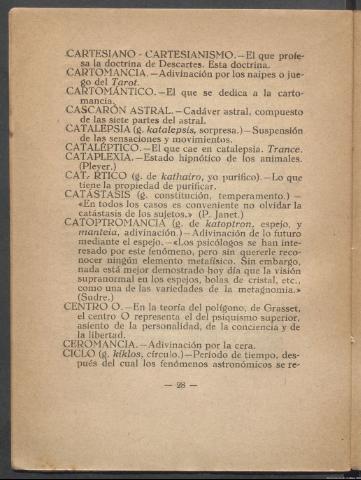 CARTESIANO - CARTESIANISMO.—El que profe-
sa la doctrina de Descartes. Esta doctrina.
CARTOMANCIA.—Adivinación por los naipes o jue-
go del Tarot.
CARTOMÁNTICO.—El que se dedica a la carto-
mancia.
CASCARÓN ASTRAL.—Cadáver astral, compuesto
de las siete partes del astral.
CATALEPSIA (g. katalepsis, sorpresa.)—Suspensión
de las sensaciones y movimientos.
CATALÉPTICO.—El que cae en catalepsia. Trance.
CATAPLEXIA.—Estado hipnótico de los animales.
(Pleyer.)
CAT RTICO (g. de kathairo, yo purifico).—Lo que
tiene la propiedad de purificar.
CATÁSTASIS (g. constitución, temperamento.) —
«En todos los casos es conveniente no olvidar la
catástasis de los sujetos.» (P. Janet.)
CATOPTROMANCIA (g. de katoptron, espejo, y
manteia, adivinación.)—Adivinación de lo futuro
mediante el espejo.—«Los psicólogos se han inte-
resado por este fenómeno, pero sin quererle reco-
nocer ningún elemento metafísico. Sin embargo,
nada está mejor demostrado hoy día que la visión
supranormal en los espejos, bolas de cristal, etc.,
como una de las variedades de la metagnomia.»
(Sudre.)
CENTRO O.—En la teoría del polígono, de Grasset,
el centro O representa el del psiquismo superior,
asiento de la personalidad, de la conciencia y de
la libertad.
CEROMANCIA.—Adivinación por la cera.
CICLO (g. kiklos, círculo.)—Período de tiempo, des-
pués del cual los fenómenos astronómicos se re-
— 28 —